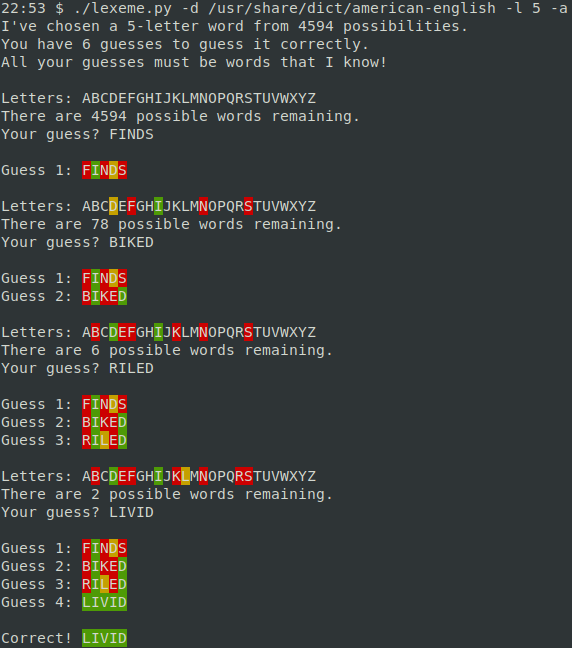 22:53 $ ./lexeme.py -d /usr/share/dict/american-english -l 5 -a
I've chosen a 5-letter word from 4594 possibilities.
You have 6 guesses to guess it correctly.
All your guesses must be words that I know!
Letters: ABCDEFGHIJKLMNOPQRSTUVWXYZ
There are 4594 possible words remaining.
Your guess? FINDS
Guess 1: FINDS
Letters: ABCDEFGHIJKLMNOPQRSTUVWXYZ
There are 78 possible words remaining.
Your guess? BIKED
Guess 1: FINDS
Guess 2: BIKED
Letters: ABCDEFGHIJKLMNOPQRSTUVWXYZ
There are 6 possible words remaining.
Your guess? RILED
Guess 1: FINDS
Guess 2: BIKED
Guess 3: RILED
Letters: ABCDEFGHIJKLMNOPQRSTUVWXYZ
There are 2 possible words remaining.
Your guess? LIVID
Guess 1: FINDS
Guess 2: BIKED
Guess 3: RILED
Guess 4: LIVID
Correct! LIVID